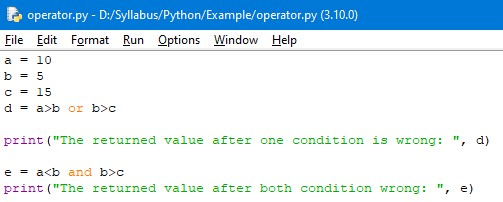 operator.py - D:/Syllabus/Python/Example/operator.py (3.10.0)
File Edit Format Run Options Window Help
a = 10
b = 5
c = 15
d = a>b or b>c
print("The returned value after one condition is wrong: ", d)
e = a<b and b>c
print("The returned value after both condition wrong: ", e)